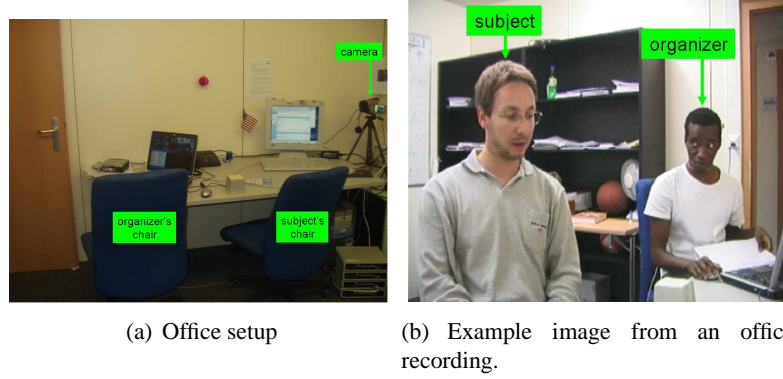 camera
organizer's
chair
subject's
chair
subject
organizer
(a) Office setup
(b) Example image from an offic
recording.